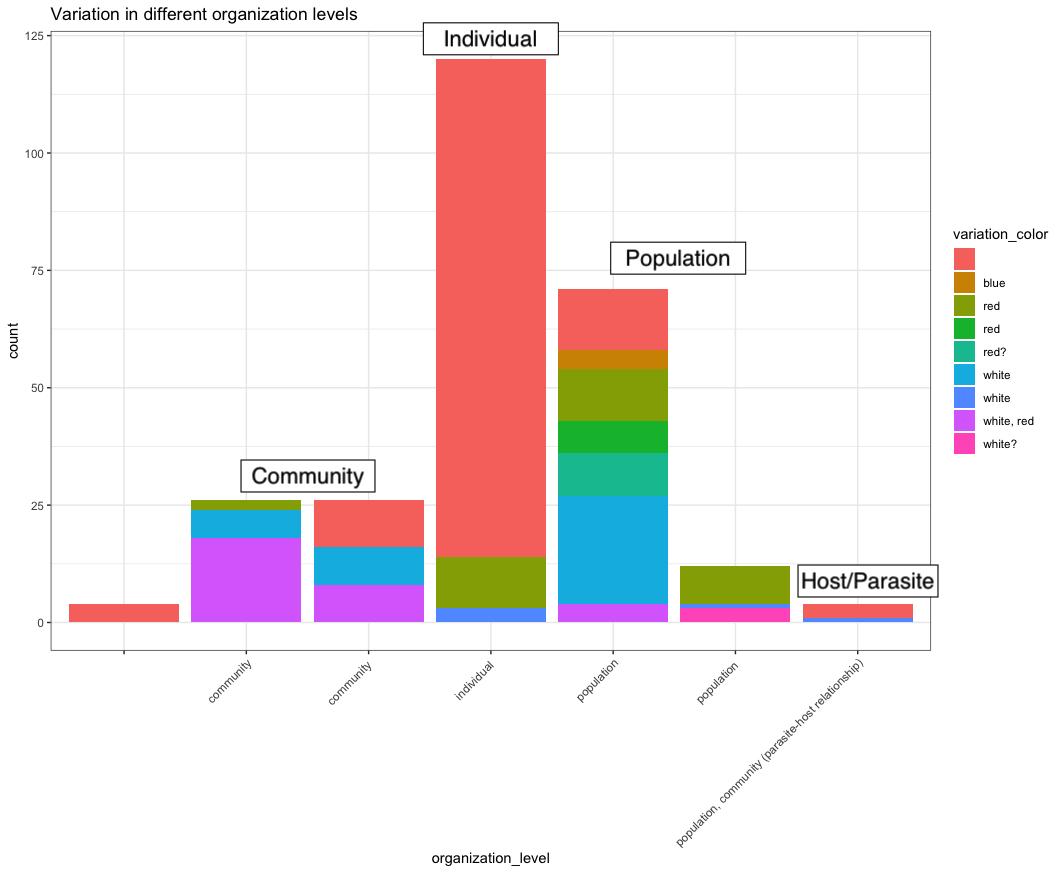 Variation in different organization levels
Individual
Population
Community
Host/Parasite
125
100
75
50
25
0
count
community
community
individual
population
population
population, community (parasite-host relationship)
organization_level
variation_color
blue
red
red
red?
white
white
white, red
white?